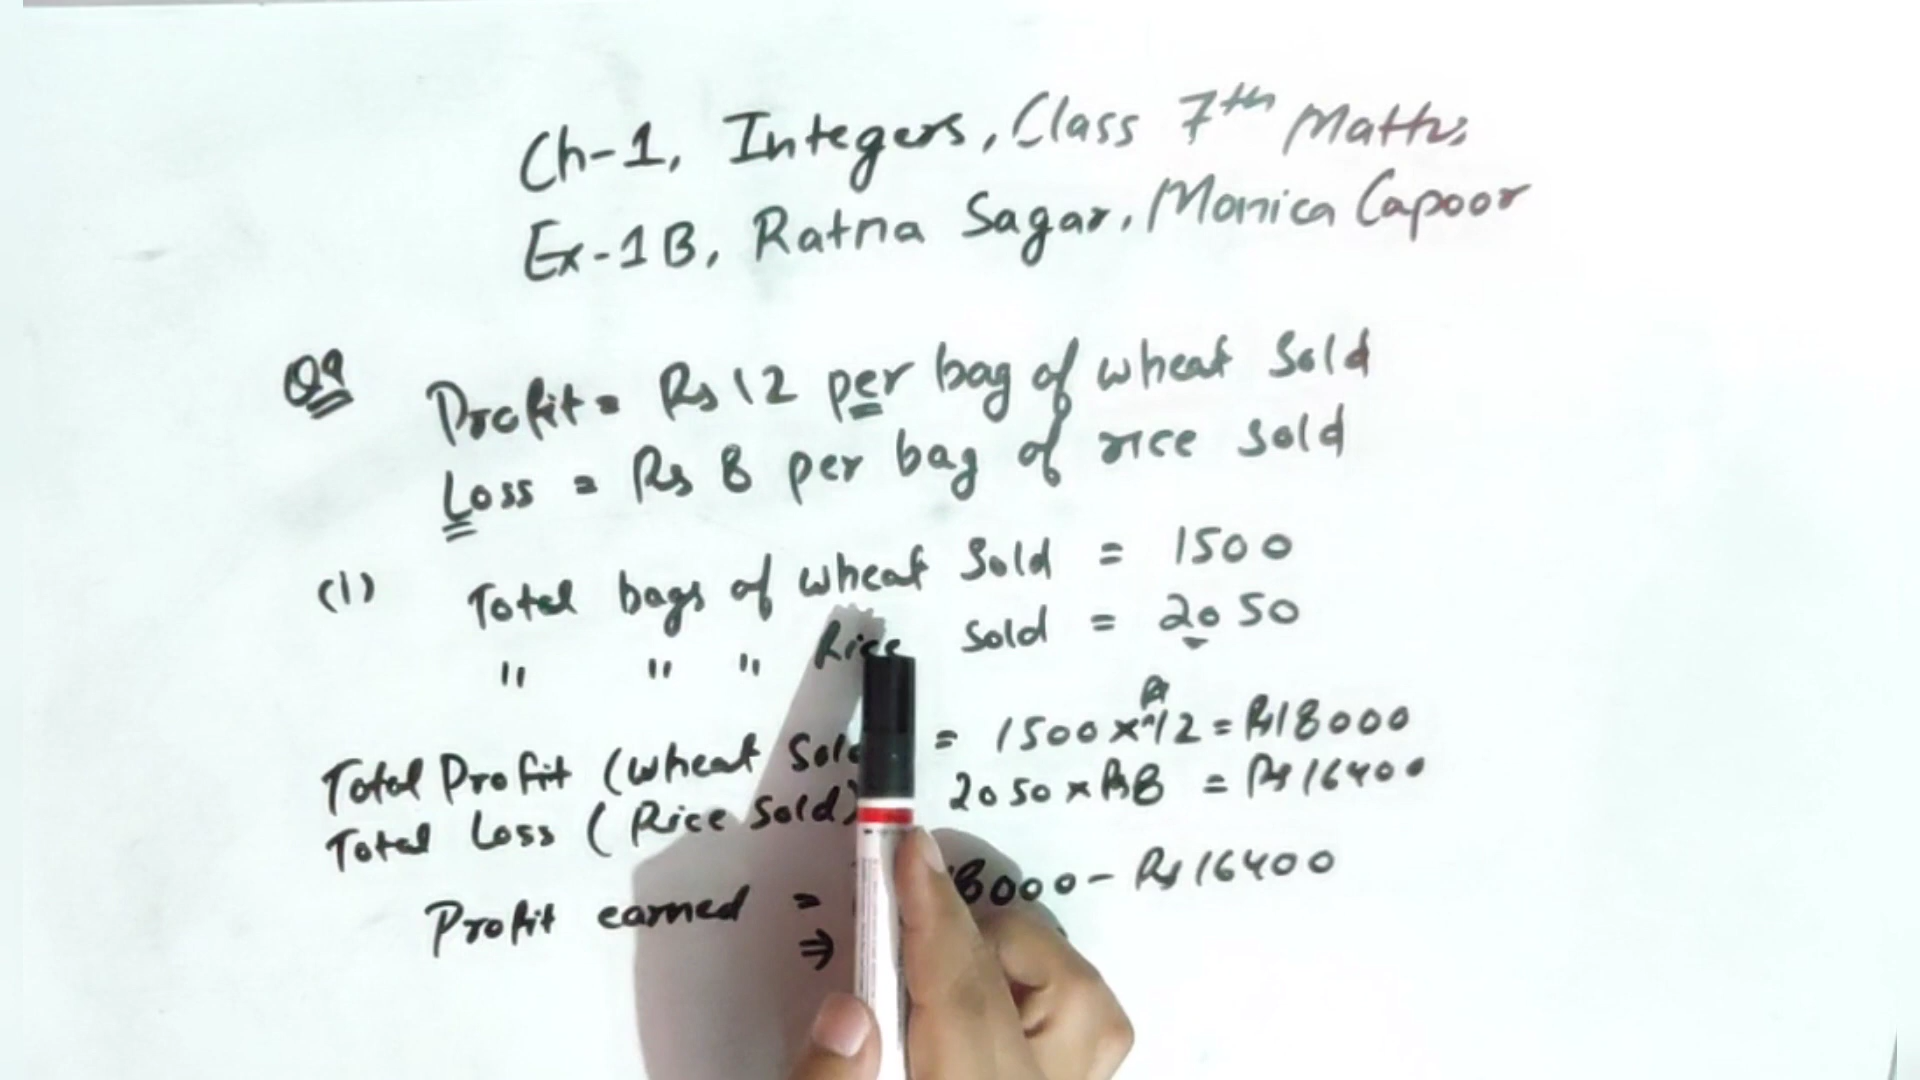 Ch-1, Integers, Class 7th Maths
Ex-1B, Ratna Sagar, Monica Capoor
Q9 Profit = Rs 12 per bag of wheat Sold
Loss = Rs 8 per bag of rice sold
(1) Total bags of wheat Sold = 1500
" " " Rice Sold = 2050
Total Profit (wheat Sol = 1500 × Rs 12 = Rs 18000
Total Loss (Rice Sold) 2050 × Rs 8 = Rs 16400
Profit earned = 8000 - Rs 16400
⇒